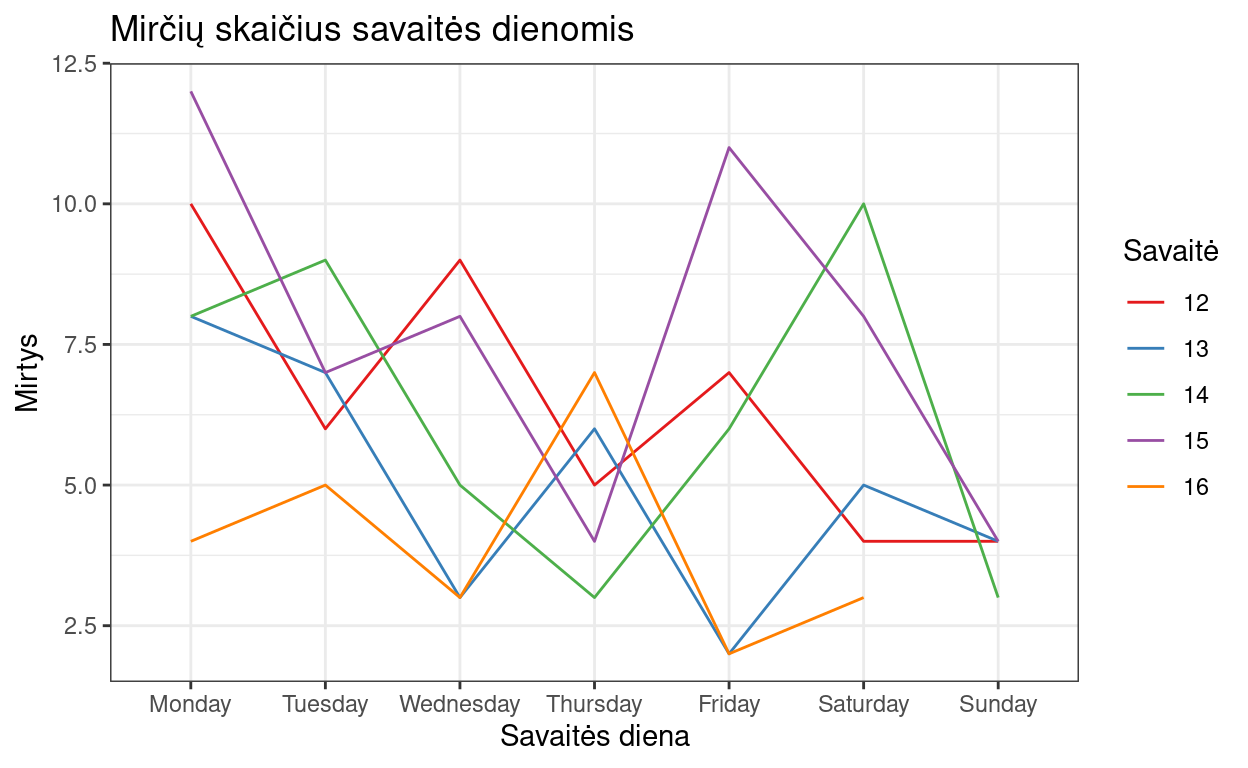 Mirčių skaičius savaitės dienomis
12.5
10.0
7.5
5.0
2.5
Mirtys
Monday Tuesday Wednesday Thursday Friday Saturday Sunday
Savaitės diena
Savaitė
12
13
14
15
16